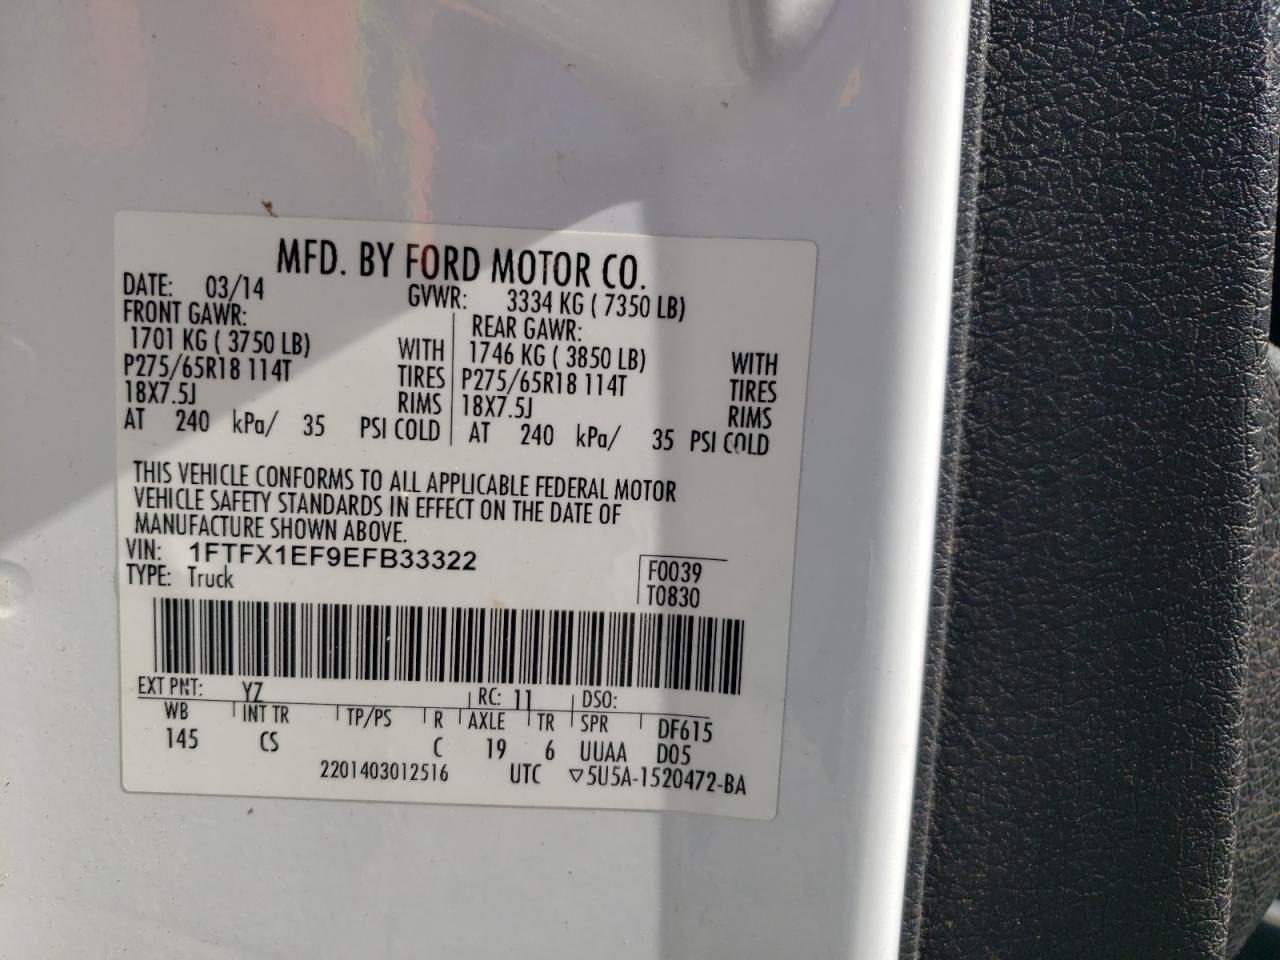 MFD. BY FORD MOTOR CO.
DATE: 03/14 GVWR: 3334 KG ( 7350 LB)
FRONT GAWR: REAR GAWR:
1701 KG ( 3750 LB) WITH 1746 KG ( 3850 LB) WITH
P275/65R18 114T TIRES P275/65R18 114T TIRES
18X7.5J RIMS 18X7.5J RIMS
AT 240 kPa/ 35 PSI COLD AT 240 kPa/ 35 PSI COLD
THIS VEHICLE CONFORMS TO ALL APPLICABLE FEDERAL MOTOR
VEHICLE SAFETY STANDARDS IN EFFECT ON THE DATE OF
MANUFACTURE SHOWN ABOVE.
VIN: 1FTFX1EF9EFB33322 F0039
TYPE: Truck T0830
EXT PNT: YZ RC: 11 DSO:
WB INT TR TP/PS R AXLE TR SPR DF615
145 CS C 19 6 UUAA D05
2201403012516 UTC ▽5U5A-1520472-BA